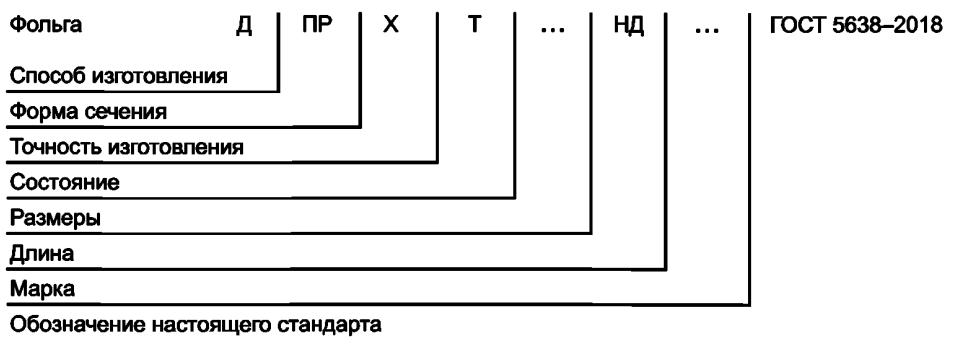 Фольга Д ПР Х Т ... НД ... ГОСТ 5638–2018
Способ изготовления
Форма сечения
Точность изготовления
Состояние
Размеры
Длина
Марка
Обозначение настоящего стандарта